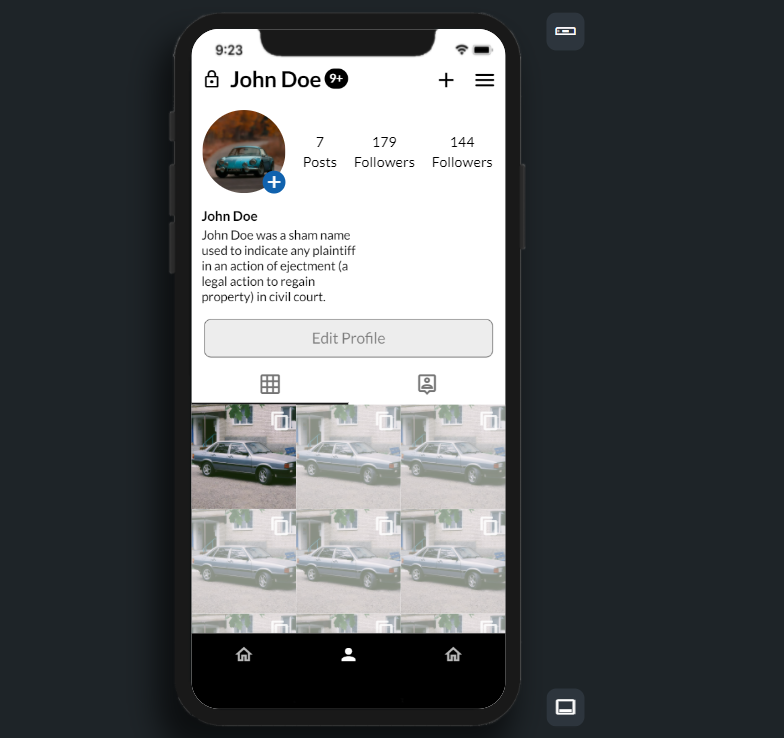 9:23
John Doe 9+
7 179 144
Posts Followers Followers
John Doe
John Doe was a sham name
used to indicate any plaintiff
in an action of ejectment (a
legal action to regain
property) in civil court.
Edit Profile